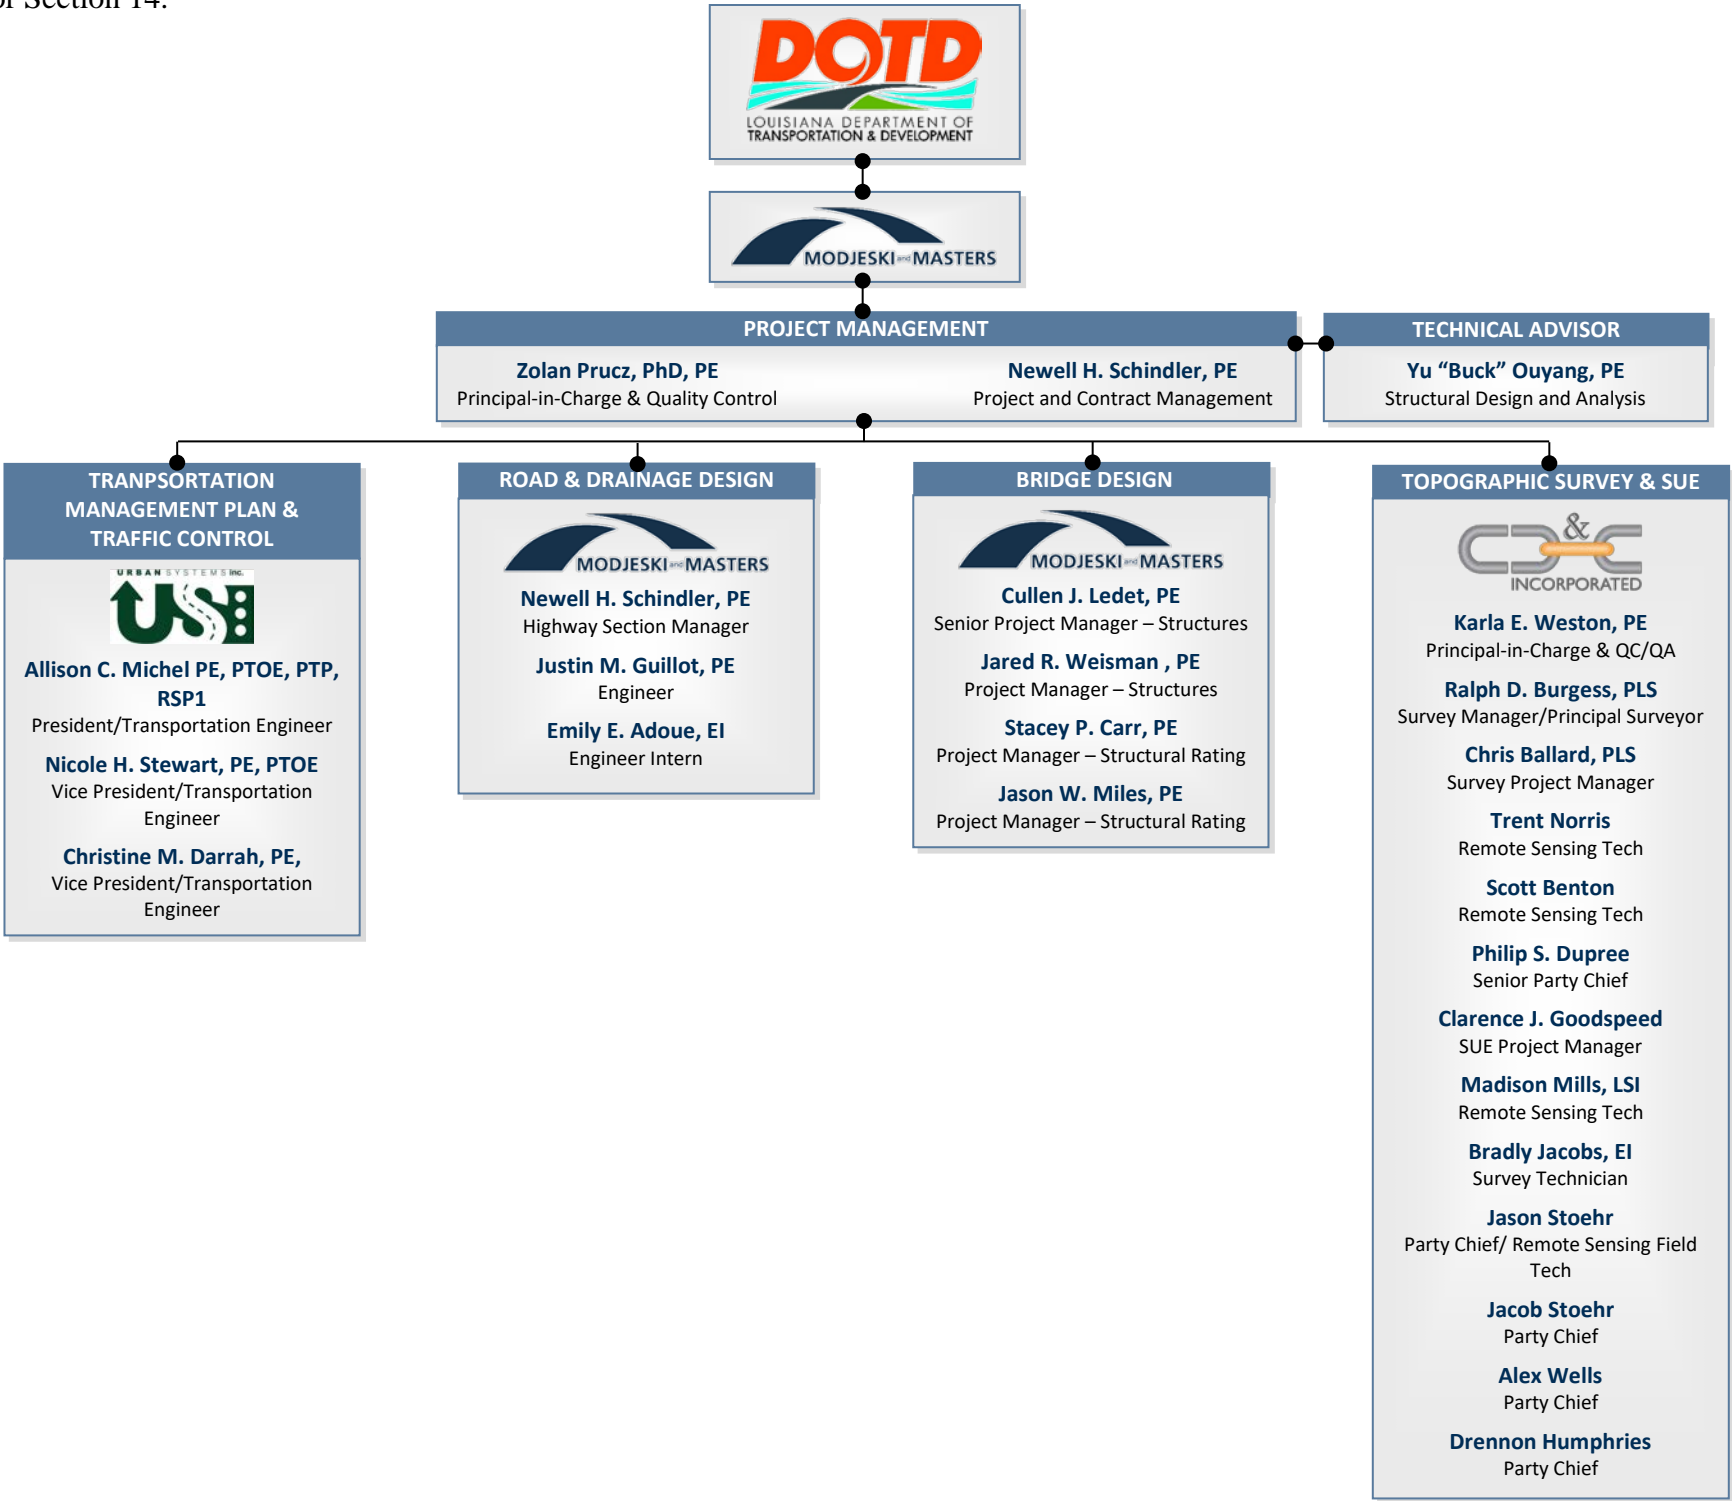 or Section 14.
DOTD
LOUISIANA DEPARTMENT OF
TRANSPORTATION & DEVELOPMENT
MODJESKI and MASTERS
PROJECT MANAGEMENT
Zolan Prucz, PhD, PE
Principal-in-Charge & Quality Control
Newell H. Schindler, PE
Project and Contract Management
TECHNICAL ADVISOR
Yu “Buck” Ouyang, PE
Structural Design and Analysis
TRANPSORTATION
MANAGEMENT PLAN &
TRAFFIC CONTROL
URBAN SYSTEMS Inc.
USI
Allison C. Michel PE, PTOE, PTP,
RSP1
President/Transportation Engineer
Nicole H. Stewart, PE, PTOE
Vice President/Transportation
Engineer
Christine M. Darrah, PE,
Vice President/Transportation
Engineer
ROAD & DRAINAGE DESIGN
MODJESKI and MASTERS
Newell H. Schindler, PE
Highway Section Manager
Justin M. Guillot, PE
Engineer
Emily E. Adoue, EI
Engineer Intern
BRIDGE DESIGN
MODJESKI and MASTERS
Cullen J. Ledet, PE
Senior Project Manager – Structures
Jared R. Weisman , PE
Project Manager – Structures
Stacey P. Carr, PE
Project Manager – Structural Rating
Jason W. Miles, PE
Project Manager – Structural Rating
TOPOGRAPHIC SURVEY & SUE
&
INCORPORATED
Karla E. Weston, PE
Principal-in-Charge & QC/QA
Ralph D. Burgess, PLS
Survey Manager/Principal Surveyor
Chris Ballard, PLS
Survey Project Manager
Trent Norris
Remote Sensing Tech
Scott Benton
Remote Sensing Tech
Philip S. Dupree
Senior Party Chief
Clarence J. Goodspeed
SUE Project Manager
Madison Mills, LSI
Remote Sensing Tech
Bradly Jacobs, EI
Survey Technician
Jason Stoehr
Party Chief/ Remote Sensing Field
Tech
Jacob Stoehr
Party Chief
Alex Wells
Party Chief
Drennon Humphries
Party Chief